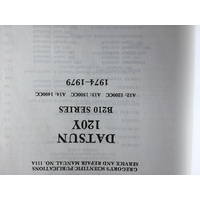 GREGORY'S SCIENTIFIC PUBLICATIONS
SERVICE AND REPAIR MANUAL NO. 111A
DATSUN
120Y
B210 SERIES
A12: 1200CC A13: 1300CC A14: 1400CC
1974–1979